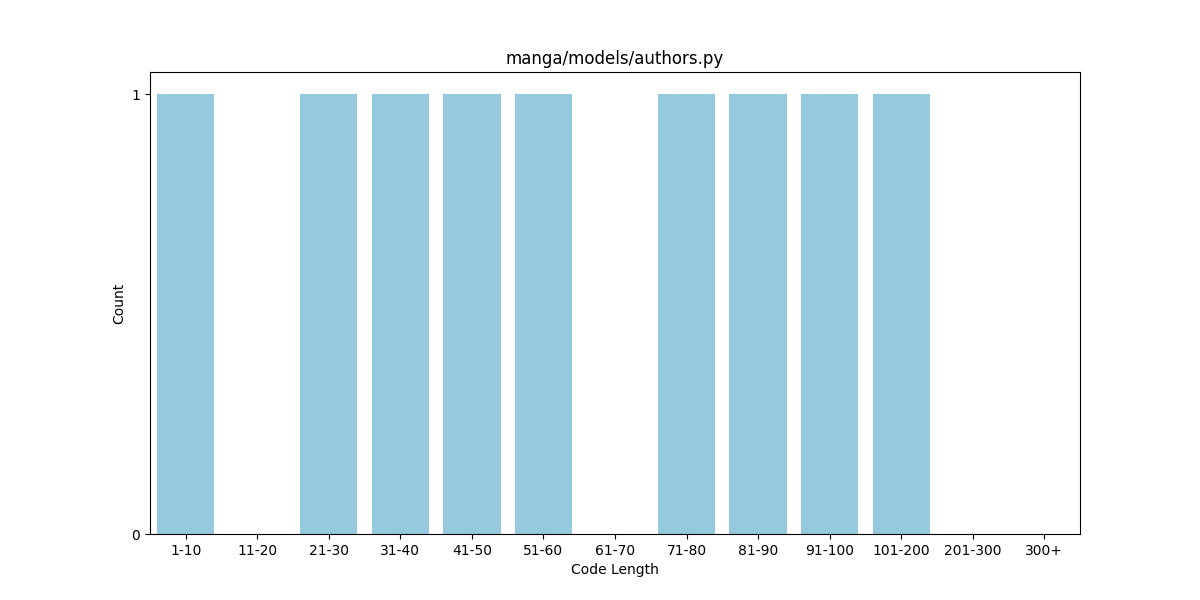 manga/models/authors.py
1
Count
0
1-10 11-20 21-30 31-40 41-50 51-60 61-70 71-80 81-90 91-100 101-200 201-300 300+
Code Length